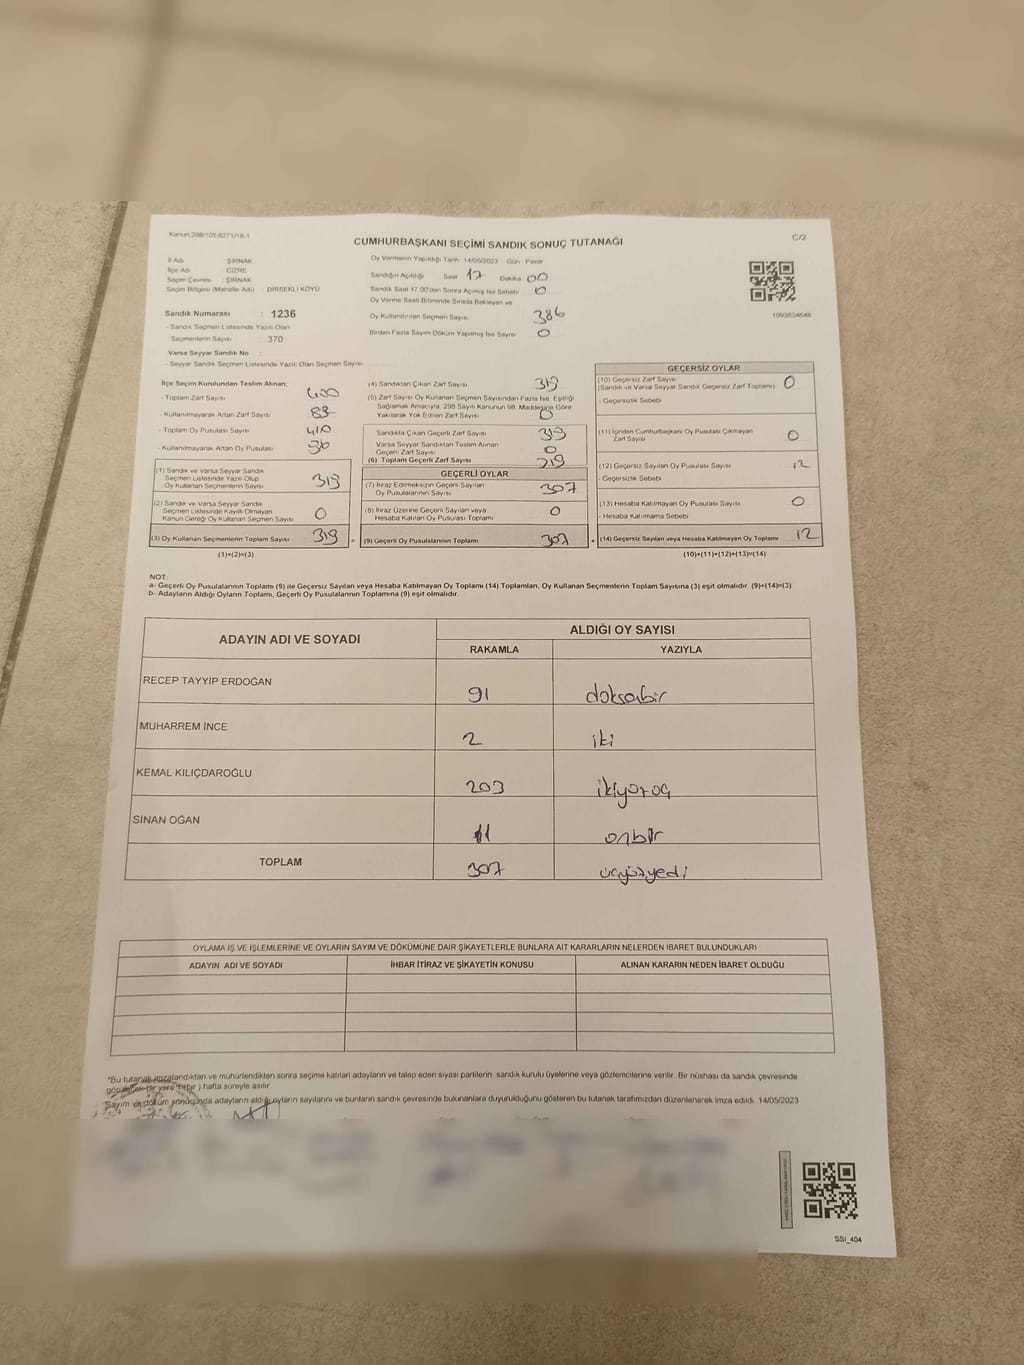 Kanun:298/105:6271/19-1
C/2
CUMHURBAŞKANI SEÇİMİ SANDIK SONUÇ TUTANAĞI
İl Adı : ŞIRNAK
İlçe Adı : CİZRE
Seçim Çevresi : ŞIRNAK
Seçim Bölgesi (Mahalle Adı) : DİRSEKLİ KÖYÜ
Sandık Numarası : 1236
- Sandık Seçmen Listesinde Yazılı Olan
Seçmenlerin Sayısı : 370
Varsa Seyyar Sandık No :
- Seyyar Sandık Seçmen Listesinde Yazılı Olan Seçmen Sayısı
Oy Vermenin Yapıldığı Tarih 14/05/2023 Gün : Pazar
Sandığın Açıldığı Saat 17 Dakika 00
Sandık Saat 17:00'den Sonra Açılmış İse Sebebi 0
Oy Verme Saati Bitiminde Sırada Bekleyen ve
Oy Kullandırılan Seçmen Sayısı 386
Birden Fazla Sayım Döküm Yapılmış İse Sayısı 0
1093834648
İlçe Seçim Kurulundan Teslim Alınan;
- Toplam Zarf Sayısı 400
- Kullanılmayarak Artan Zarf Sayısı
- Toplam Oy Pusulası Sayısı 410
- Kullanılmayarak Artan Oy Pusulası
(1) Sandık ve Varsa Seyyar Sandık
Seçmen Listesinde Yazılı Olup
Oy Kullanan Seçmenlerin Sayısı 319
(2) Sandık ve Varsa Seyyar Sandık
Seçmen Listesinde Kayıtlı Olmayan
Kanun Gereği Oy Kullanan Seçmen Sayısı 0
(3) Oy Kullanan Seçmenlerin Toplam Sayısı 319
(1)+(2)=(3)
(4) Sandıktan Çıkan Zarf Sayısı 319
(5) Zarf Sayısı Oy Kullanan Seçmen Sayısından Fazla İse, Eşitliği
Sağlamak Amacıyla, 298 Sayılı Kanunun 98. Maddesine Göre
Yakılarak Yok Edilen Zarf Sayısı 0
Sandıkta Çıkan Geçerli Zarf Sayısı 319
Varsa Seyyar Sandıktan Teslim Alınan
Geçerli Zarf Sayısı 0
(6) Toplam Geçerli Zarf Sayısı 319
GEÇERLİ OYLAR
(7) İtiraz Edilmeksizin Geçerli Sayılan
Oy Pusulalarının Sayısı 307
(8) İtiraz Üzerine Geçerli Sayılan veya
Hesaba Katılan Oy Pusulası Toplamı 0
= (9) Geçerli Oy Pusulalarının Toplamı 307
GEÇERSİZ OYLAR
(10) Geçersiz Zarf Sayısı 0
(Sandık ve Varsa Seyyar Sandık Geçersiz Zarf Toplamı)
- Geçersizlik Sebebi
(11) İçinden Cumhurbaşkanı Oy Pusulası Çıkmayan
Zarf Sayısı 0
(12) Geçersiz Sayılan Oy Pusulası Sayısı 12
- Geçersizlik Sebebi
(13) Hesaba Katılmayan Oy Pusulası Sayısı 0
- Hesaba Katılmama Sebebi
+ (14) Geçersiz Sayılan veya Hesaba Katılmayan Oy Toplamı 12
(10)+(11)+(12)+(13)=(14)
NOT:
a- Geçerli Oy Pusulalarının Toplamı (9) ile Geçersiz Sayılan veya Hesaba Katılmayan Oy Toplamı (14) Toplamları, Oy Kullanan Seçmenlerin Toplam Sayısına (3) eşit olmalıdır. (9)+(14)=(3)
b- Adayların Aldığı Oyların Toplamı, Geçerli Oy Pusulalarının Toplamına (9) eşit olmalıdır.
ADAYIN ADI VE SOYADI
ALDIĞI OY SAYISI
RAKAMLA YAZIYLA
RECEP TAYYİP ERDOĞAN 91 doksanbir
MUHARREM İNCE 2 iki
KEMAL KILIÇDAROĞLU 203 ikiyüzüç
SİNAN OĞAN 11 onbir
TOPLAM 307 üçyüzyedi
OYLAMA İŞ VE İŞLEMLERİNE VE OYLARIN SAYIM VE DÖKÜMÜNE DAİR ŞİKAYETLERLE BUNLARA AİT KARARLARIN NELERDEN İBARET BULUNDUKLARI
ADAYIN ADI VE SOYADI İHBAR İTİRAZ VE ŞİKAYETİN KONUSU ALINAN KARARIN NEDEN İBARET OLDUĞU
*Bu tutanak imzalandıktan ve mühürlendikten sonra seçime katılan adayların ve talep eden siyasi partilerin sandık kurulu üyelerine veya gözlemcilerine verilir. Bir nüshası da sandık çevresinde
görülebilen bir yere 1(bir ) hafta süreyle asılır.
Sayım ve döküm sonucunda adayların aldığı oyların sayılarını ve bunların sandık çevresinde bulunanlara duyurulduğunu gösteren bu tutanak tarafımızdan düzenlenerek imza edildi. 14/05/2023
SSI_404